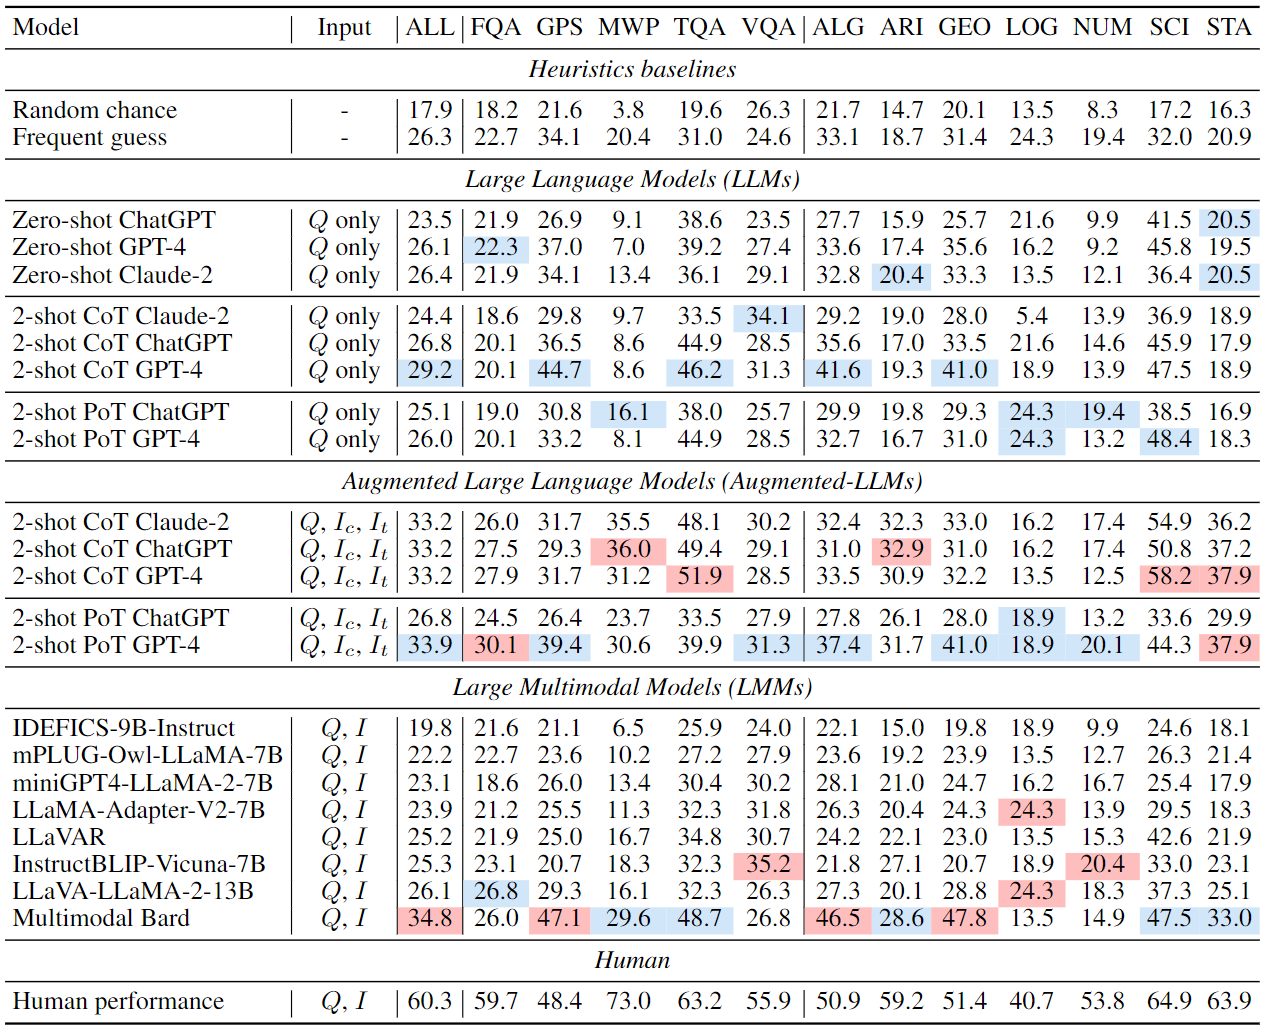 Model Input ALL FQA GPS MWP TQA VQA ALG ARI GEO LOG NUM SCI STA
Heuristics baselines
Random chance - 17.9 18.2 21.6 3.8 19.6 26.3 21.7 14.7 20.1 13.5 8.3 17.2 16.3
Frequent guess - 26.3 22.7 34.1 20.4 31.0 24.6 33.1 18.7 31.4 24.3 19.4 32.0 20.9
Large Language Models (LLMs)
Zero-shot ChatGPT Q only 23.5 21.9 26.9 9.1 38.6 23.5 27.7 15.9 25.7 21.6 9.9 41.5 20.5
Zero-shot GPT-4 Q only 26.1 22.3 37.0 7.0 39.2 27.4 33.6 17.4 35.6 16.2 9.2 45.8 19.5
Zero-shot Claude-2 Q only 26.4 21.9 34.1 13.4 36.1 29.1 32.8 20.4 33.3 13.5 12.1 36.4 20.5
2-shot CoT Claude-2 Q only 24.4 18.6 29.8 9.7 33.5 34.1 29.2 19.0 28.0 5.4 13.9 36.9 18.9
2-shot CoT ChatGPT Q only 26.8 20.1 36.5 8.6 44.9 28.5 35.6 17.0 33.5 21.6 14.6 45.9 17.9
2-shot CoT GPT-4 Q only 29.2 20.1 44.7 8.6 46.2 31.3 41.6 19.3 41.0 18.9 13.9 47.5 18.9
2-shot PoT ChatGPT Q only 25.1 19.0 30.8 16.1 38.0 25.7 29.9 19.8 29.3 24.3 19.4 38.5 16.9
2-shot PoT GPT-4 Q only 26.0 20.1 33.2 8.1 44.9 28.5 32.7 16.7 31.0 24.3 13.2 48.4 18.3
Augmented Large Language Models (Augmented-LLMs)
2-shot CoT Claude-2 Q, Ic, It 33.2 26.0 31.7 35.5 48.1 30.2 32.4 32.3 33.0 16.2 17.4 54.9 36.2
2-shot CoT ChatGPT Q, Ic, It 33.2 27.5 29.3 36.0 49.4 29.1 31.0 32.9 31.0 16.2 17.4 50.8 37.2
2-shot CoT GPT-4 Q, Ic, It 33.2 27.9 31.7 31.2 51.9 28.5 33.5 30.9 32.2 13.5 12.5 58.2 37.9
2-shot PoT ChatGPT Q, Ic, It 26.8 24.5 26.4 23.7 33.5 27.9 27.8 26.1 28.0 18.9 13.2 33.6 29.9
2-shot PoT GPT-4 Q, Ic, It 33.9 30.1 39.4 30.6 39.9 31.3 37.4 31.7 41.0 18.9 20.1 44.3 37.9
Large Multimodal Models (LMMs)
IDEFICS-9B-Instruct Q, I 19.8 21.6 21.1 6.5 25.9 24.0 22.1 15.0 19.8 18.9 9.9 24.6 18.1
mPLUG-Owl-LLaMA-7B Q, I 22.2 22.7 23.6 10.2 27.2 27.9 23.6 19.2 23.9 13.5 12.7 26.3 21.4
miniGPT4-LLaMA-2-7B Q, I 23.1 18.6 26.0 13.4 30.4 30.2 28.1 21.0 24.7 16.2 16.7 25.4 17.9
LLaMA-Adapter-V2-7B Q, I 23.9 21.2 25.5 11.3 32.3 31.8 26.3 20.4 24.3 24.3 13.9 29.5 18.3
LLaVAR Q, I 25.2 21.9 25.0 16.7 34.8 30.7 24.2 22.1 23.0 13.5 15.3 42.6 21.9
InstructBLIP-Vicuna-7B Q, I 25.3 23.1 20.7 18.3 32.3 35.2 21.8 27.1 20.7 18.9 20.4 33.0 23.1
LLaVA-LLaMA-2-13B Q, I 26.1 26.8 29.3 16.1 32.3 26.3 27.3 20.1 28.8 24.3 18.3 37.3 25.1
Multimodal Bard Q, I 34.8 26.0 47.1 29.6 48.7 26.8 46.5 28.6 47.8 13.5 14.9 47.5 33.0
Human
Human performance Q, I 60.3 59.7 48.4 73.0 63.2 55.9 50.9 59.2 51.4 40.7 53.8 64.9 63.9